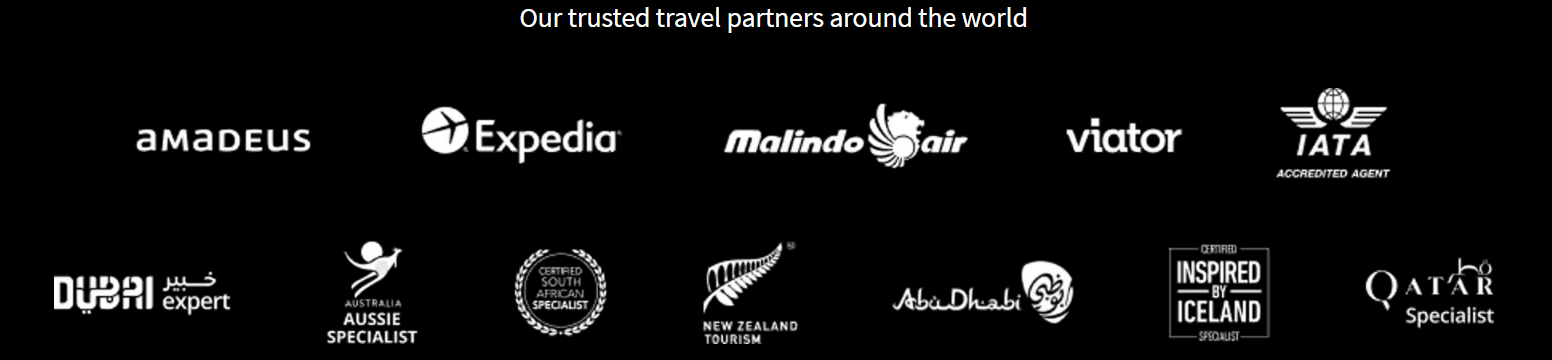 Our trusted travel partners around the world
amadeus
Expedia
Malindo air
viator
IATA
ACCREDITED AGENT
DUBAI خبير
expert
AUSTRALIA
AUSSIE
SPECIALIST
CERTIFIED
SOUTH
AFRICAN
SPECIALIST
NEW ZEALAND
TOURISM
AbuDhabi أبوظبي
CERTIFIED
INSPIRED
BY
ICELAND
SPECIALIST
QATAR
Specialist